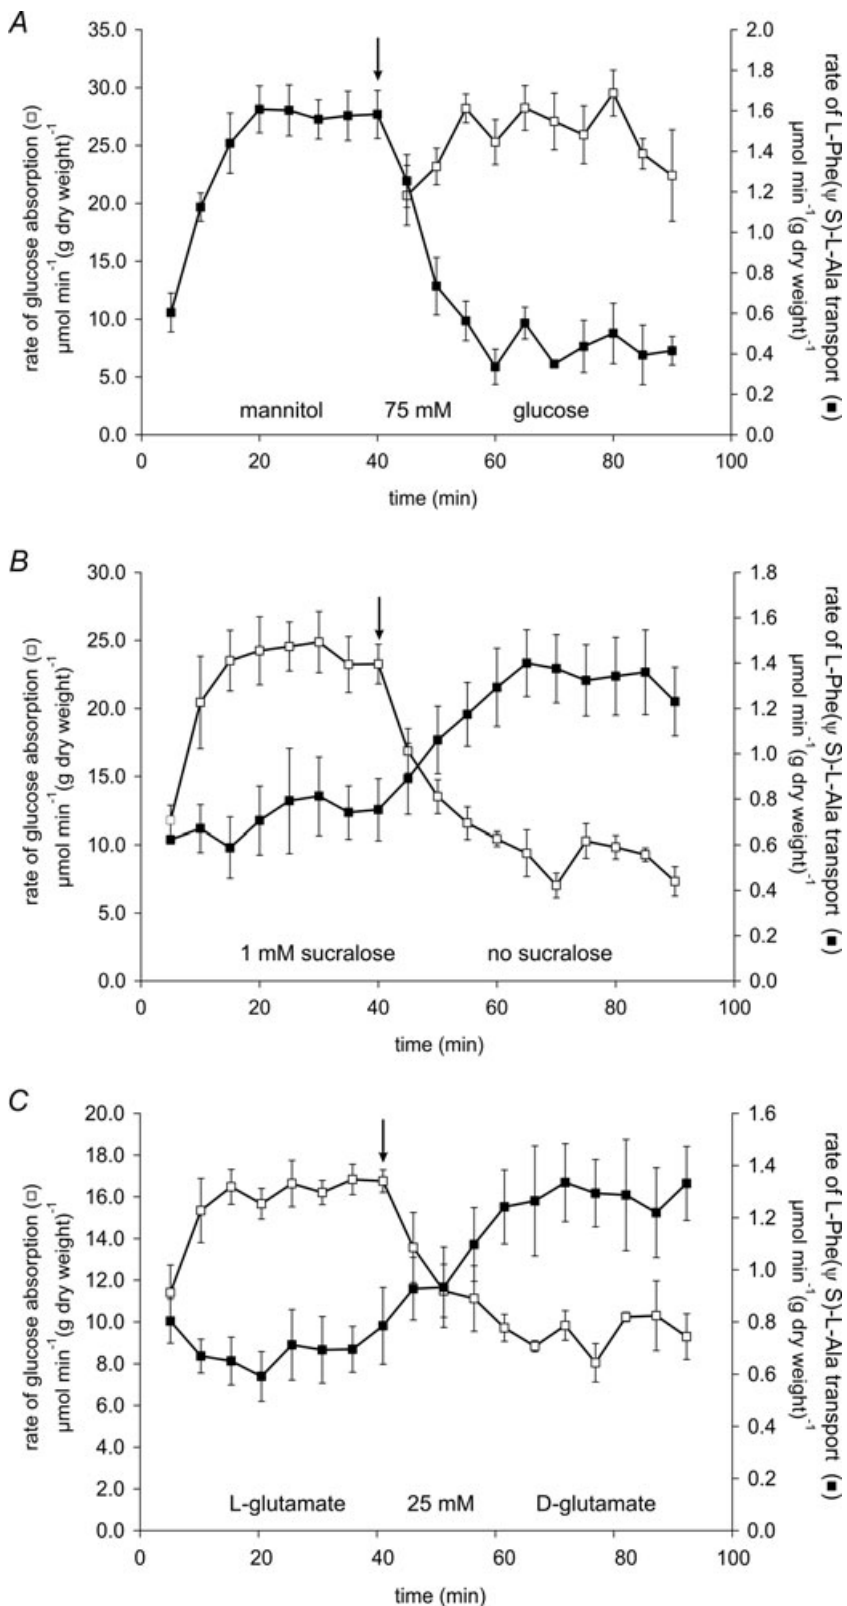 A
rate of glucose absorption (□)
µmol min⁻¹(g dry weight)⁻¹
35.0
30.0
25.0
20.0
15.0
10.0
5.0
0.0
mannitol 75 mM glucose
0 20 40 60 80 100
time (min)
2.0
1.8
1.6
1.4
1.2
1.0
0.8
0.6
0.4
0.2
0.0
rate of L-Phe(ψ S)-L-Ala transport (■)
µmol min⁻¹(g dry weight)⁻¹
B
rate of glucose absorption (□)
µmol min⁻¹(g dry weight)⁻¹
30.0
25.0
20.0
15.0
10.0
5.0
0.0
1 mM sucralose no sucralose
0 20 40 60 80 100
time (min)
1.8
1.6
1.4
1.2
1.0
0.8
0.6
0.4
0.2
0.0
rate of L-Phe(ψ S)-L-Ala transport (■)
µmol min⁻¹(g dry weight)⁻¹
C
rate of glucose absorption (□)
µmol min⁻¹(g dry weight)⁻¹
20.0
18.0
16.0
14.0
12.0
10.0
8.0
6.0
4.0
2.0
0.0
L-glutamate 25 mM D-glutamate
0 20 40 60 80 100
time (min)
1.6
1.4
1.2
1.0
0.8
0.6
0.4
0.2
0.0
rate of L-Phe(ψ S)-L-Ala transport (■)
µmol min⁻¹(g dry weight)⁻¹